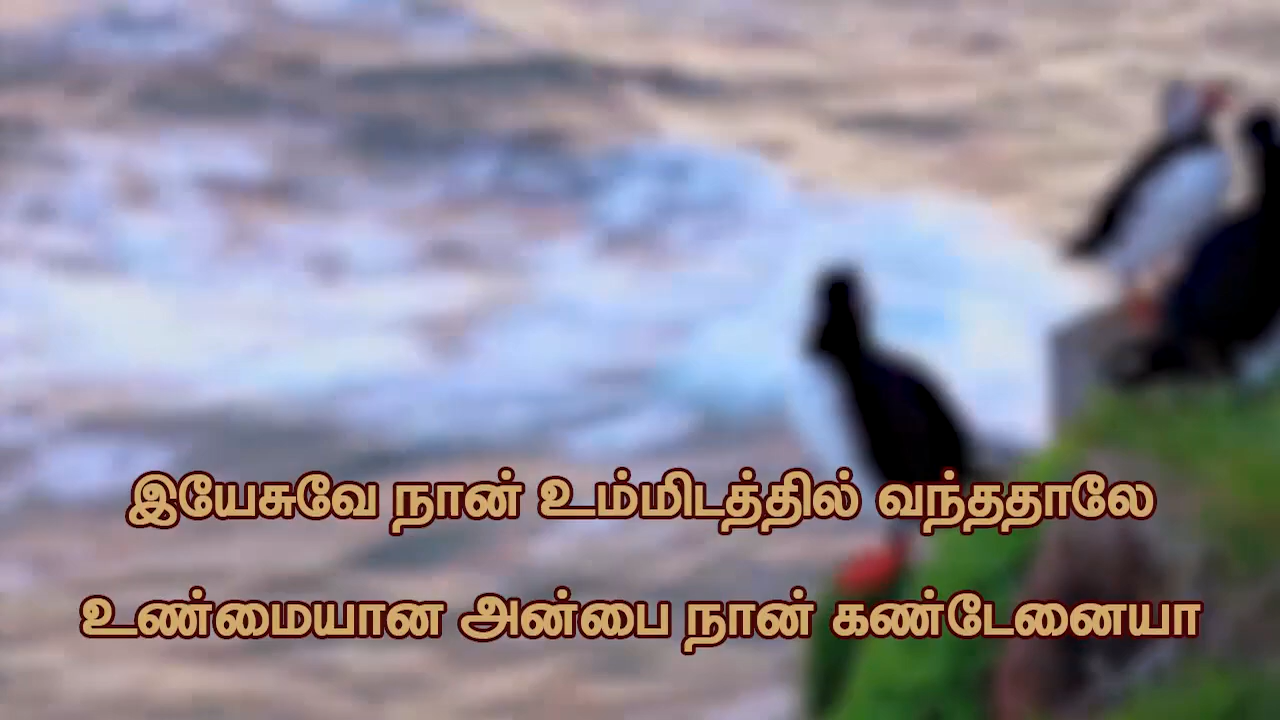 இயேசுவே நான் உம்மிடத்தில் வந்ததாலே
உண்மையான அன்பை நான் கண்டேனையா